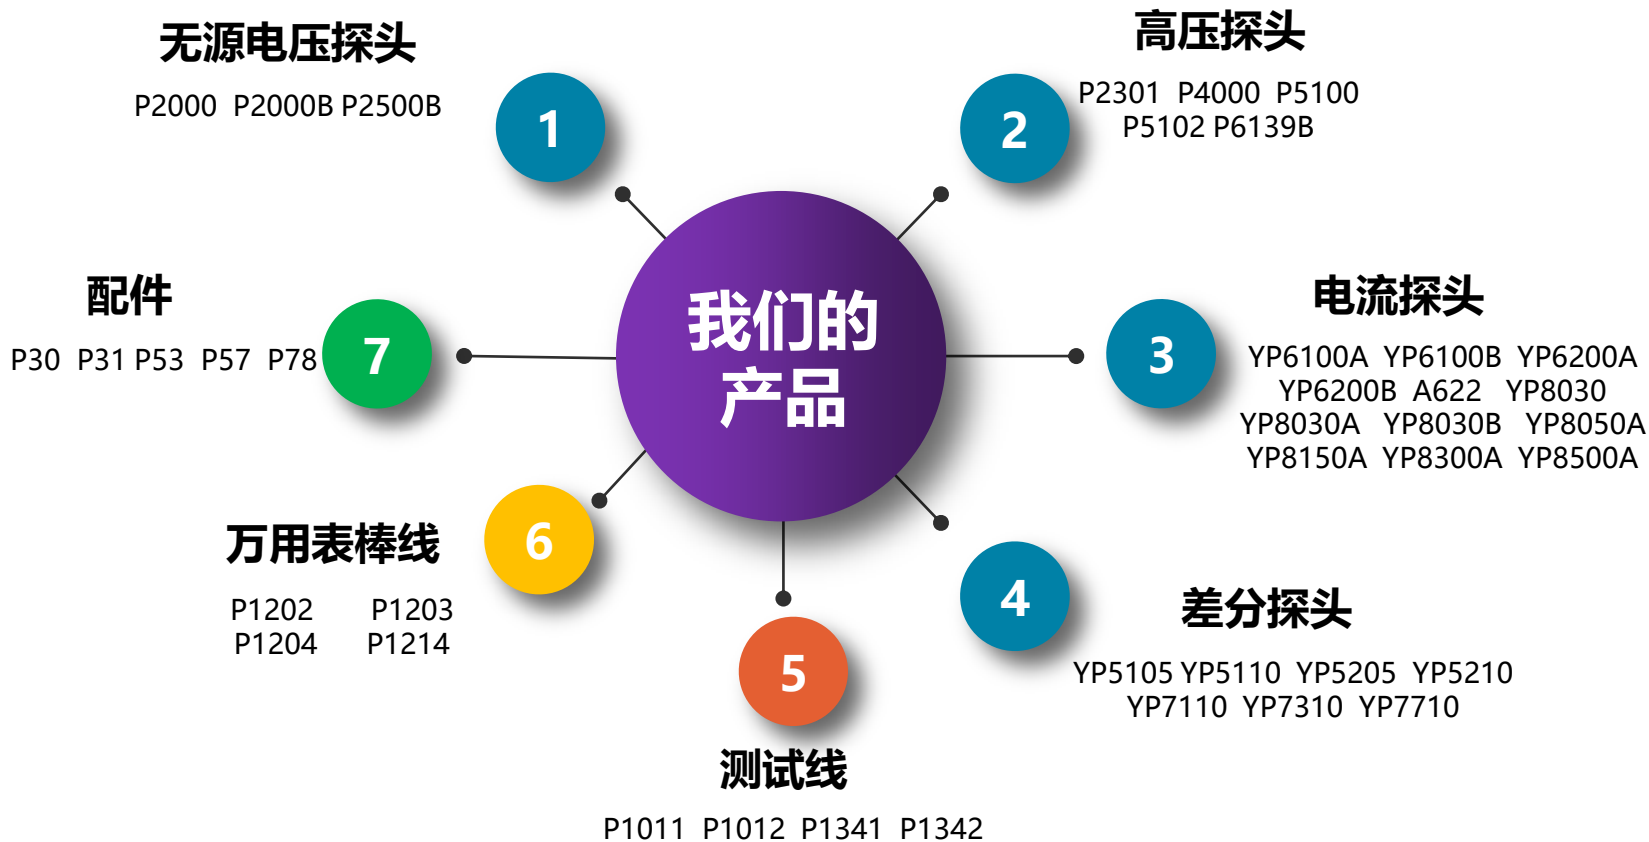 我们的
产品
1
无源电压探头
P2000 P2000B P2500B
2
高压探头
P2301 P4000 P5100
P5102 P6139B
3
电流探头
YP6100A YP6100B YP6200A
YP6200B A622 YP8030
YP8030A YP8030B YP8050A
YP8150A YP8300A YP8500A
4
差分探头
YP5105 YP5110 YP5205 YP5210
YP7110 YP7310 YP7710
5
测试线
P1011 P1012 P1341 P1342
6
万用表棒线
P1202 P1203
P1204 P1214
7
配件
P30 P31 P53 P57 P78